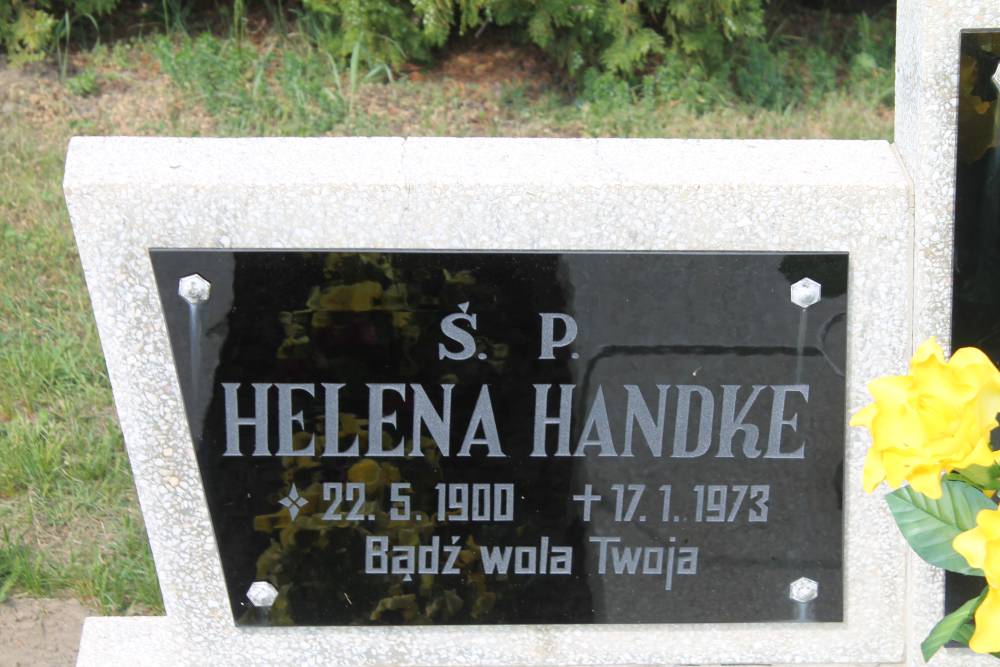 Ś. P.
HELENA HANDKE
22. 5. 1900 † 17. 1. 1973
Bądź wola Twoja